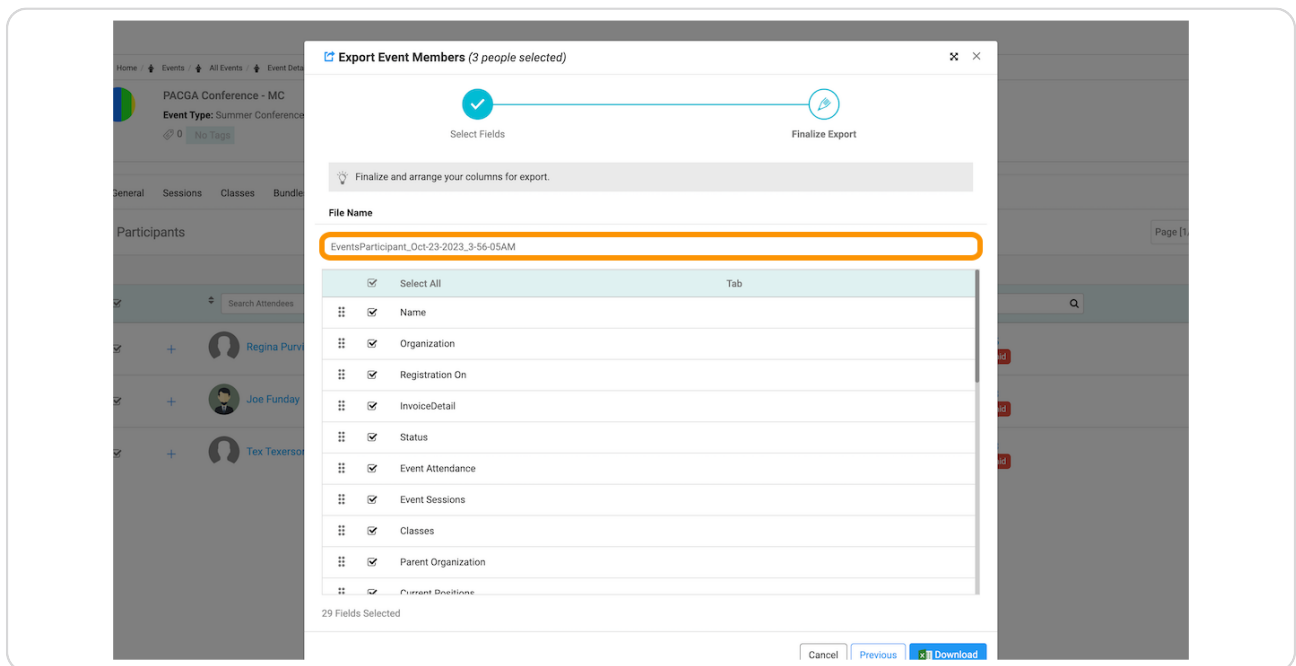 Export Event Members (3 people selected)
Home / Events / All Events / Event Deta
PACGA Conference - MC
Event Type: Summer Conference
0 No Tags
Select Fields
Finalize Export
Finalize and arrange your columns for export.
General Sessions Classes Bundle
File Name
Participants
Page [1
EventsParticipant_Oct-23-2023_3-56-05AM
Select All Tab
Search Attendees
Name
Organization
Regina Purvi
id
Registration On
Joe Funday
id
InvoiceDetail
Status
Tex Texerson
id
Event Attendance
Event Sessions
Classes
Parent Organization
Current Positions
29 Fields Selected
Cancel Previous Download